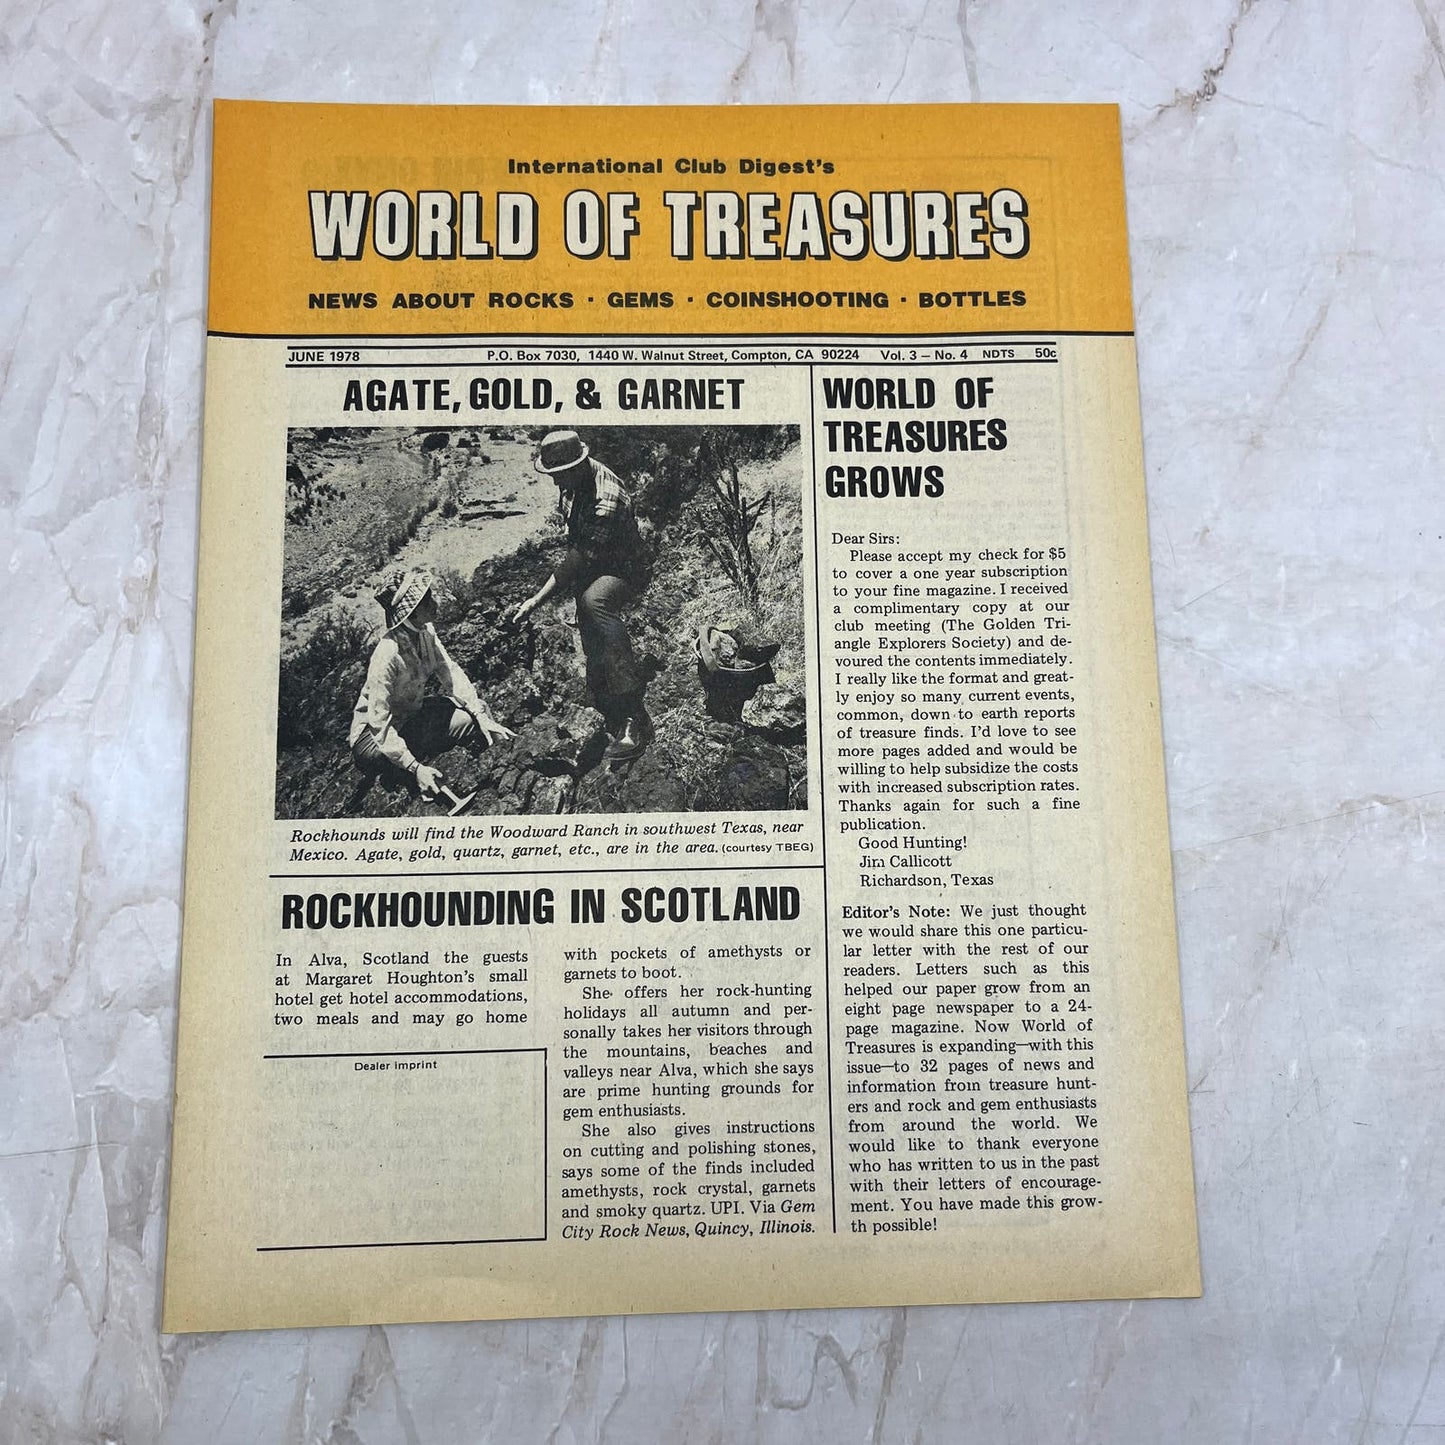 International Club Digest's
WORLD OF TREASURES
NEWS ABOUT ROCKS · GEMS · COINSHOOTING · BOTTLES
JUNE 1978 P.O. Box 7030, 1440 W. Walnut Street, Compton, CA 90224 Vol. 3 – No. 4 NDTS 50c
AGATE, GOLD, & GARNET
Rockhounds will find the Woodward Ranch in southwest Texas, near
Mexico. Agate, gold, quartz, garnet, etc., are in the area. (courtesy TBEG)
ROCKHOUNDING IN SCOTLAND
In Alva, Scotland the guests
at Margaret Houghton's small
hotel get hotel accommodations,
two meals and may go home
Dealer imprint
with pockets of amethysts or
garnets to boot.
She offers her rock-hunting
holidays all autumn and per-
sonally takes her visitors through
the mountains, beaches and
valleys near Alva, which she says
are prime hunting grounds for
gem enthusiasts.
She also gives instructions
on cutting and polishing stones,
says some of the finds included
amethysts, rock crystal, garnets
and smoky quartz. UPI. Via Gem
City Rock News, Quincy, Illinois.
WORLD OF
TREASURES
GROWS
Dear Sirs:
Please accept my check for $5
to cover a one year subscription
to your fine magazine. I received
a complimentary copy at our
club meeting (The Golden Tri-
angle Explorers Society) and de-
voured the contents immediately.
I really like the format and great-
ly enjoy so many current events,
common, down to earth reports
of treasure finds. I'd love to see
more pages added and would be
willing to help subsidize the costs
with increased subscription rates.
Thanks again for such a fine
publication.
Good Hunting!
Jim Callicott
Richardson, Texas
Editor's Note: We just thought
we would share this one particu-
lar letter with the rest of our
readers. Letters such as this
helped our paper grow from an
eight page newspaper to a 24-
page magazine. Now World of
Treasures is expanding—with this
issue—to 32 pages of news and
information from treasure hunt-
ers and rock and gem enthusiasts
from around the world. We
would like to thank everyone
who has written to us in the past
with their letters of encourage-
ment. You have made this grow-
th possible!